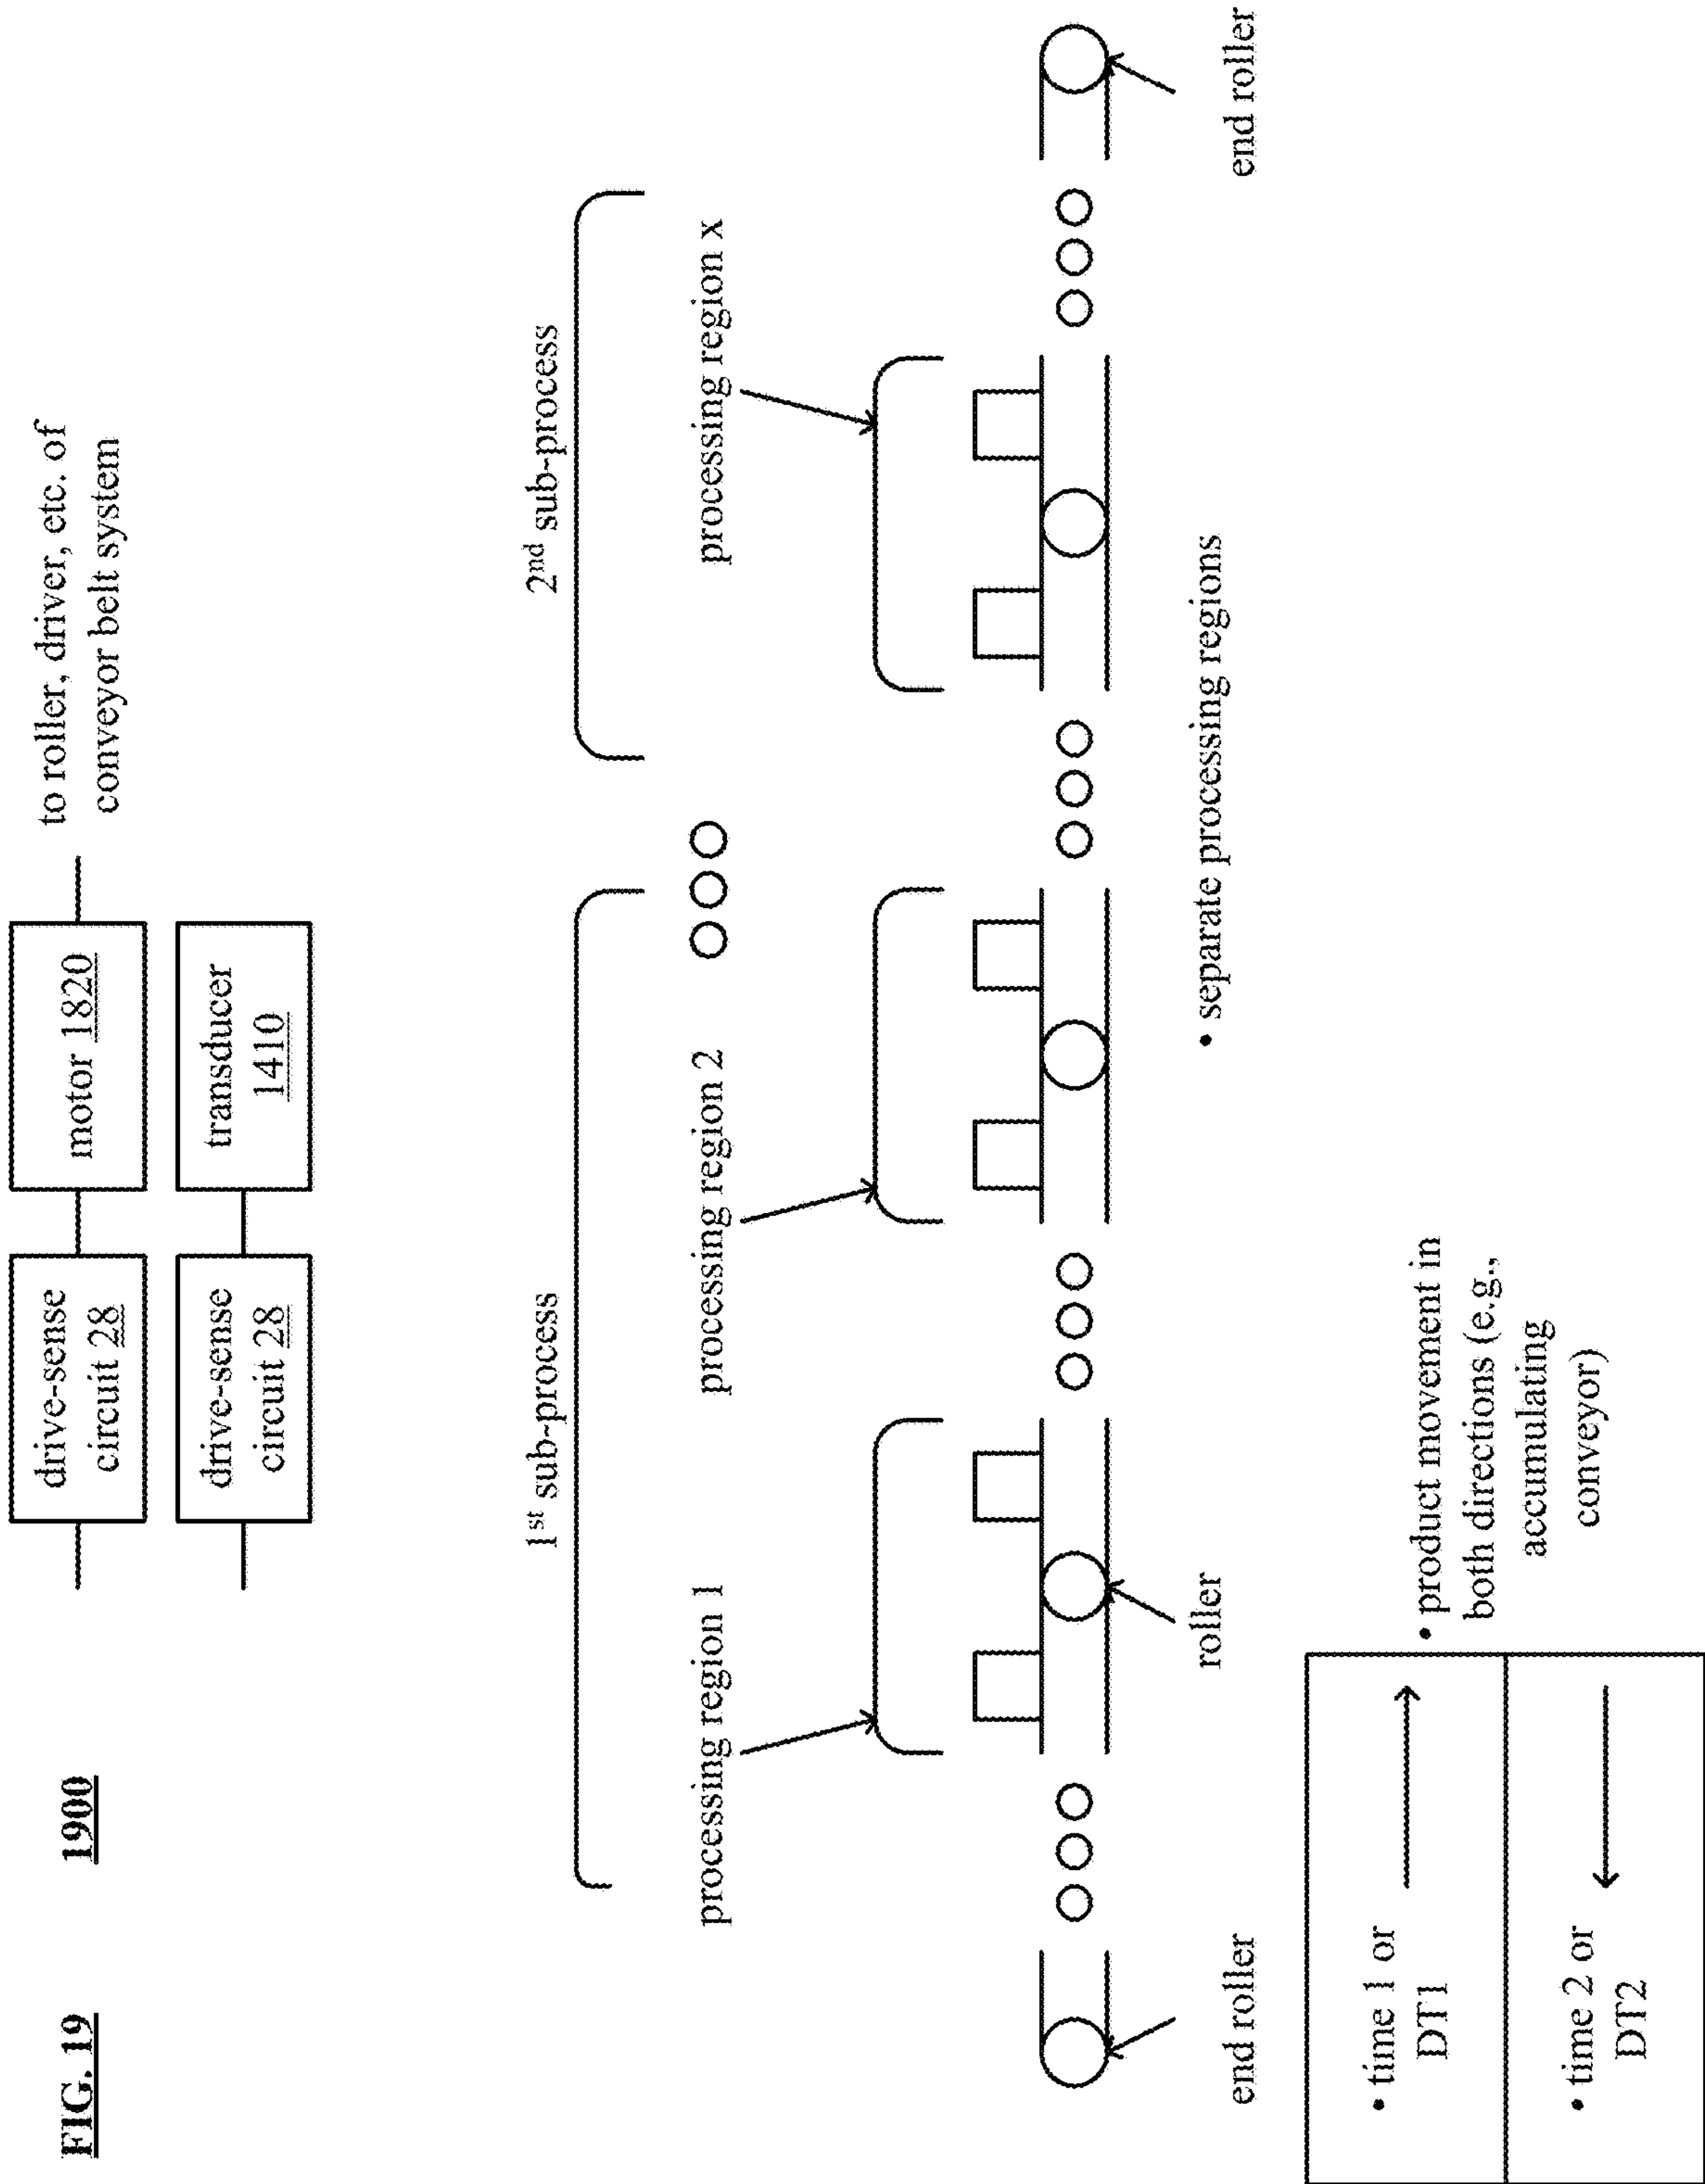 FIG. 19
1900
drive-sense
circuit 28
motor 1820
to roller, driver, etc. of
conveyor belt system
drive-sense
circuit 28
transducer
1410
1st sub-process
2nd sub-process
processing region 1
processing region 2
processing region x
end roller
roller
• separate processing regions
end roller
• time 1 or
DT1
• time 2 or
DT2
• product movement in
both directions (e.g.,
accumulating
conveyor)